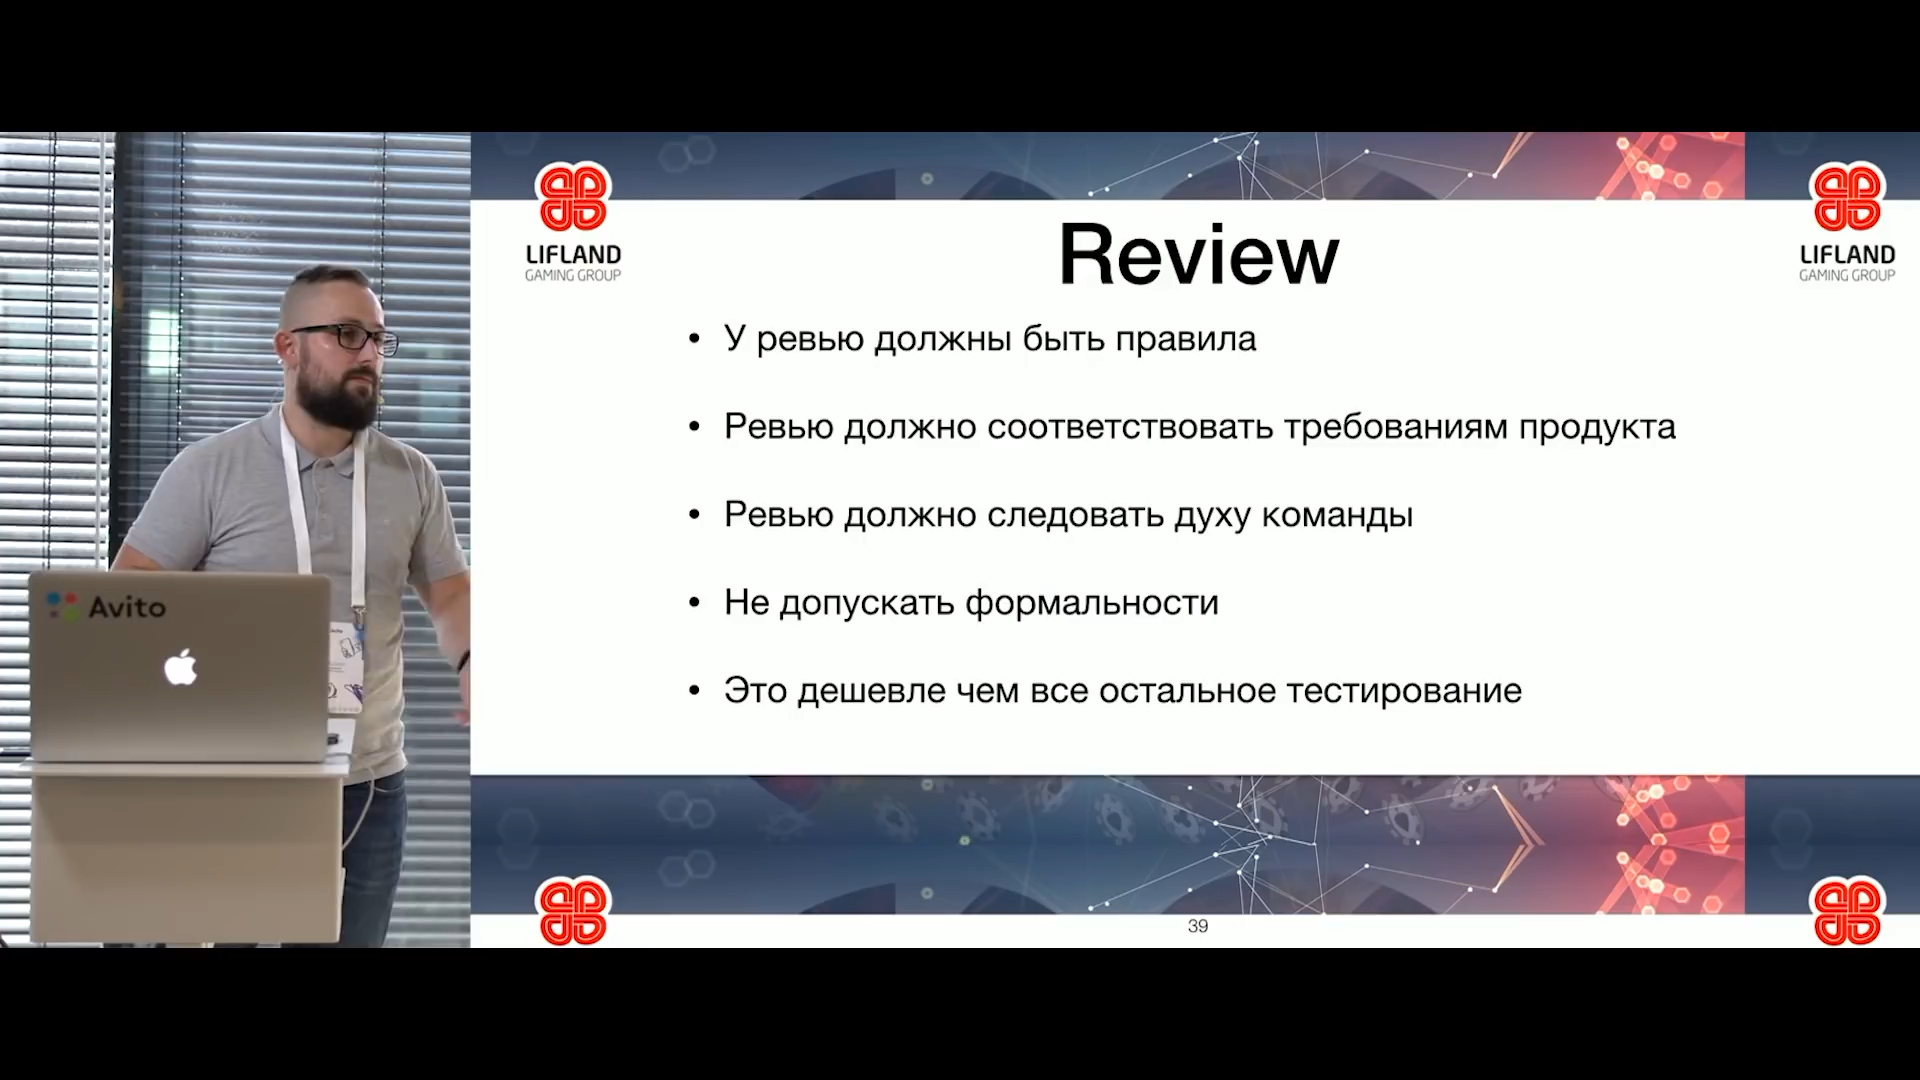 LIFLAND
GAMING GROUP
Review
LIFLAND
GAMING GROUP
• У ревью должны быть правила
• Ревью должно соответствовать требованиям продукта
• Ревью должно следовать духу команды
• Не допускать формальности
• Это дешевле чем все остальное тестирование
Avito
39